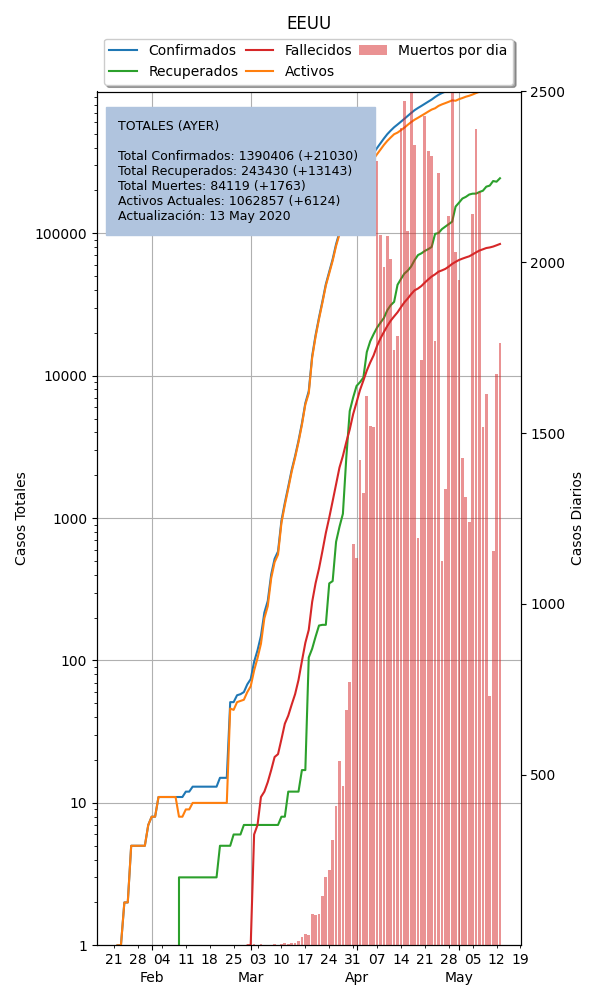 EEUU
Confirmados Fallecidos Muertos por dia
Recuperados Activos
TOTALES (AYER)
Total Confirmados: 1390406 (+21030)
Total Recuperados: 243430 (+13143)
Total Muertes: 84119 (+1763)
Activos Actuales: 1062857 (+6124)
Actualización: 13 May 2020
100000
10000
1000
100
10
1
Casos Totales
2500
2000
1500
1000
500
Casos Diarios
21 28 04 11 18 25 03 10 17 24 31 07 14 21 28 05 12 19
Feb Mar Apr May